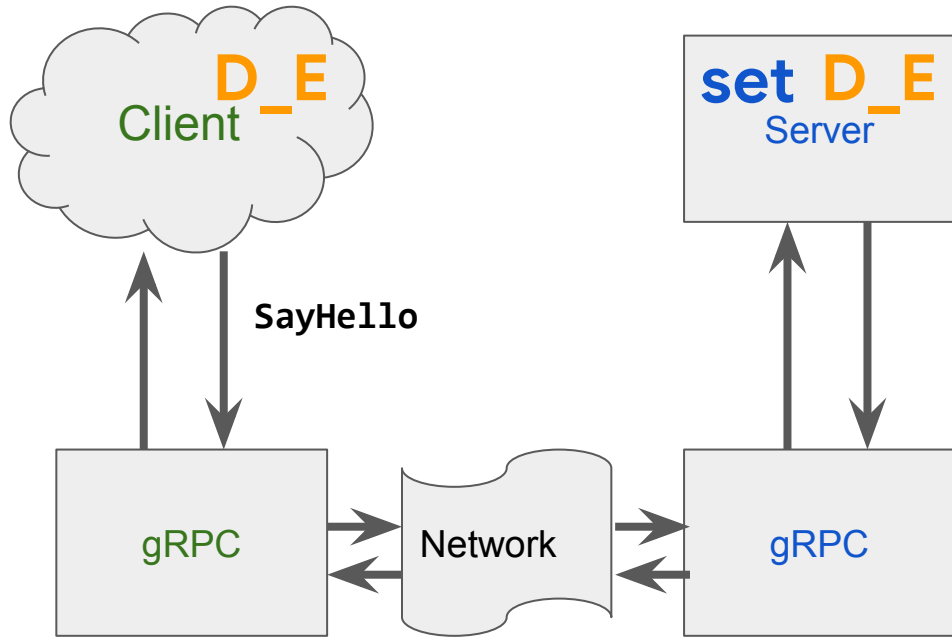 D_E
Client
set D_E
Server
SayHello
gRPC
Network
gRPC